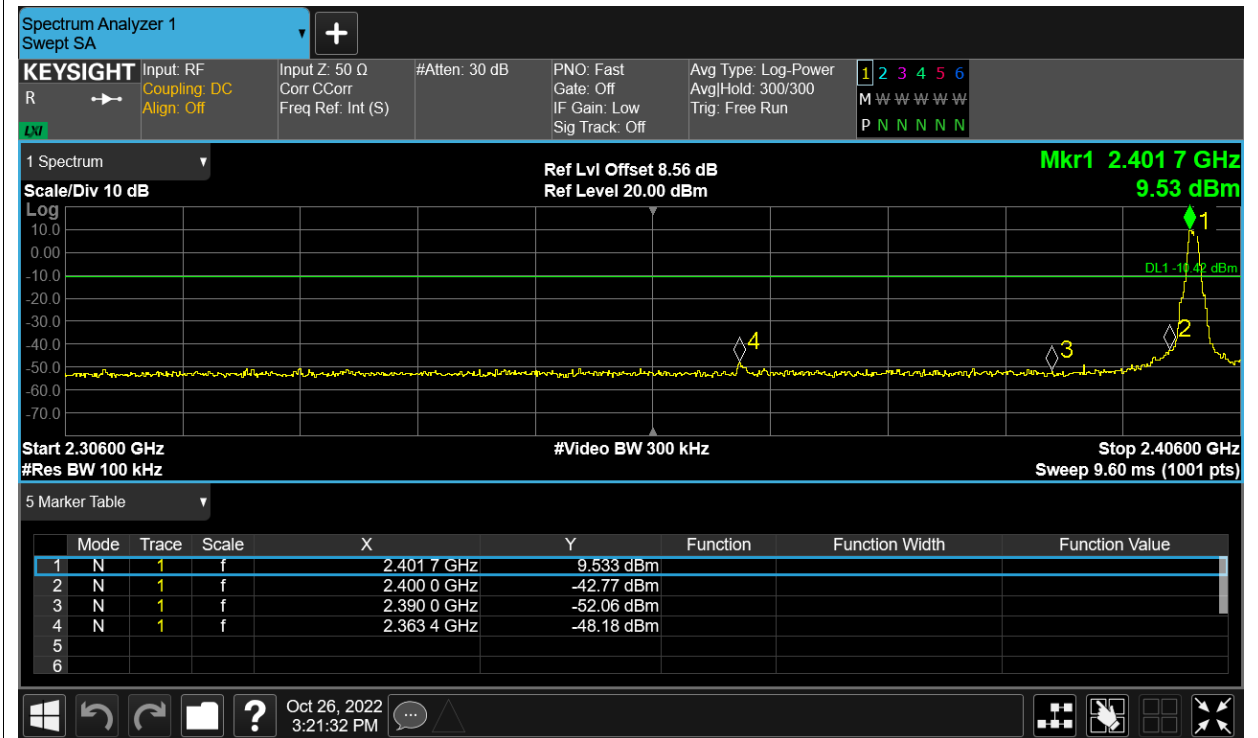 Spectrum Analyzer 1
Swept SA
+
KEYSIGHT Input: RF Input Z: 50 Ω #Atten: 30 dB PNO: Fast Avg Type: Log-Power 1 2 3 4 5 6
R Coupling: DC Corr CCorr Gate: Off Avg|Hold: 300/300 M W W W W W W
Align: Off Freq Ref: Int (S) IF Gain: Low Trig: Free Run
LXI Sig Track: Off P N N N N N N
1 Spectrum Ref Lvl Offset 8.56 dB Mkr1 2.401 7 GHz
Scale/Div 10 dB Ref Level 20.00 dBm 9.53 dBm
Log
1
10.0
0.00
DL1 -10.42 dBm
-10.0
-20.0
-30.0
2
-40.0
4
3
-50.0
-60.0
-70.0
Start 2.30600 GHz #Video BW 300 kHz Stop 2.40600 GHz
#Res BW 100 kHz Sweep 9.60 ms (1001 pts)
5 Marker Table
Mode Trace Scale X Y Function Function Width Function Value
1 N 1 f 2.401 7 GHz 9.533 dBm
2 N 1 f 2.400 0 GHz -42.77 dBm
3 N 1 f 2.390 0 GHz -52.06 dBm
4 N 1 f 2.363 4 GHz -48.18 dBm
5
6
? Oct 26, 2022
3:21:32 PM